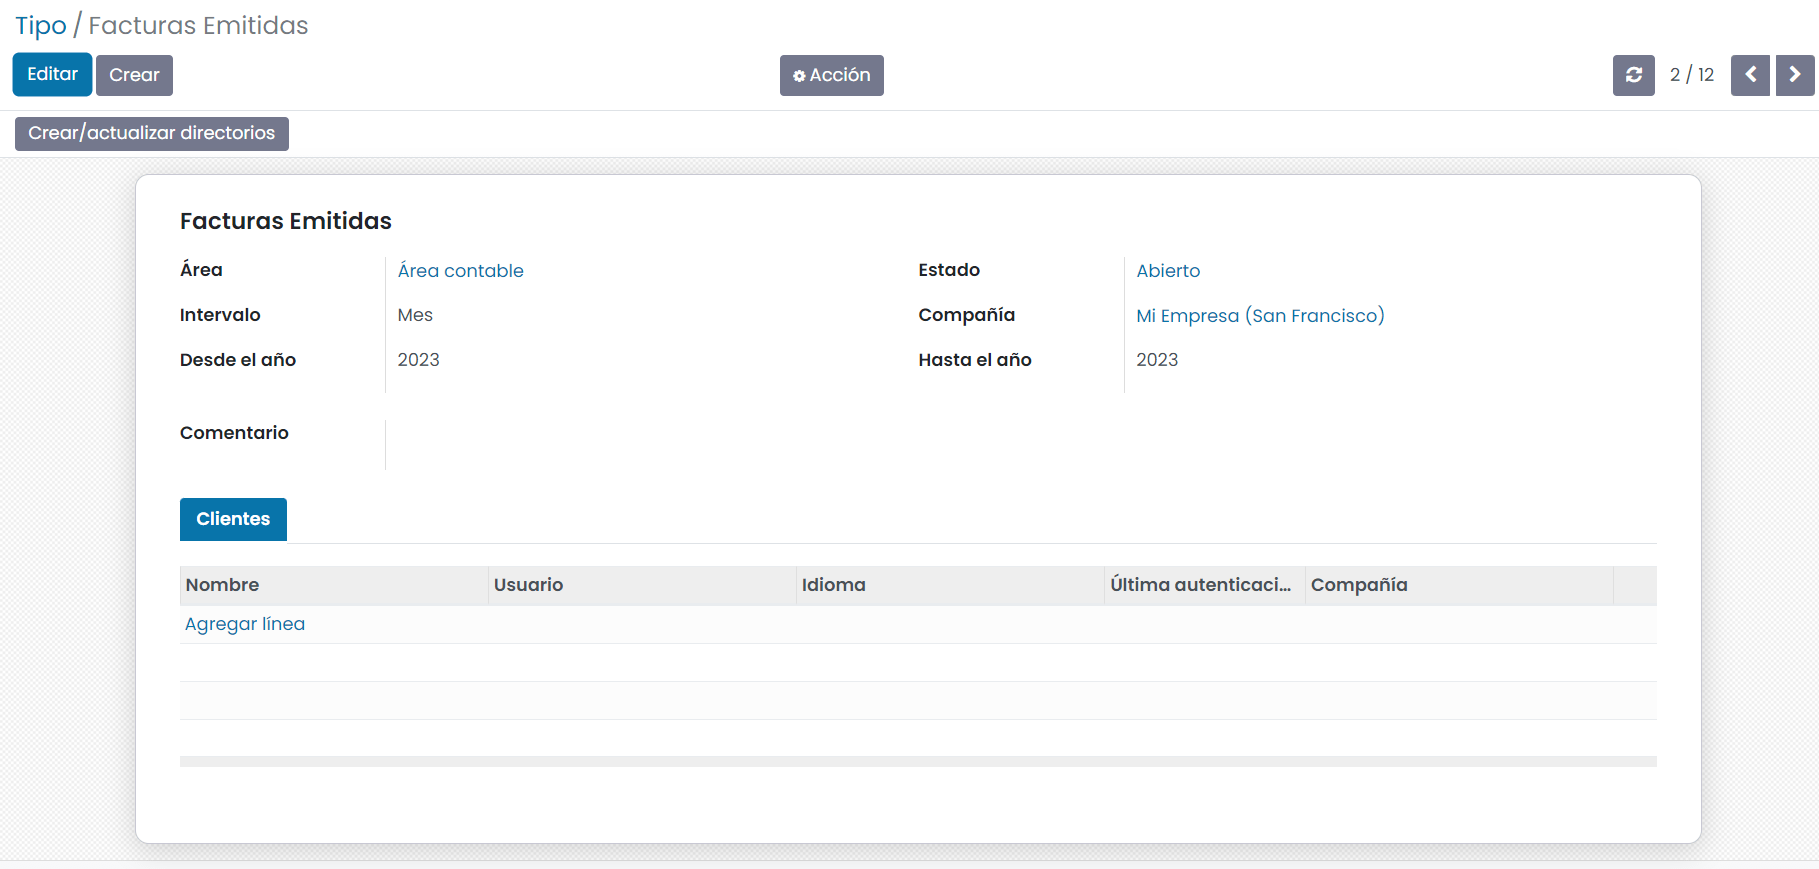 Tipo / Facturas Emitidas
Editar Crear Acción 2 / 12
Crear/actualizar directorios
Facturas Emitidas
Área Área contable Estado Abierto
Intervalo Mes Compañía Mi Empresa (San Francisco)
Desde el año 2023 Hasta el año 2023
Comentario
Clientes
Nombre Usuario Idioma Última autenticaci... Compañía
Agregar línea